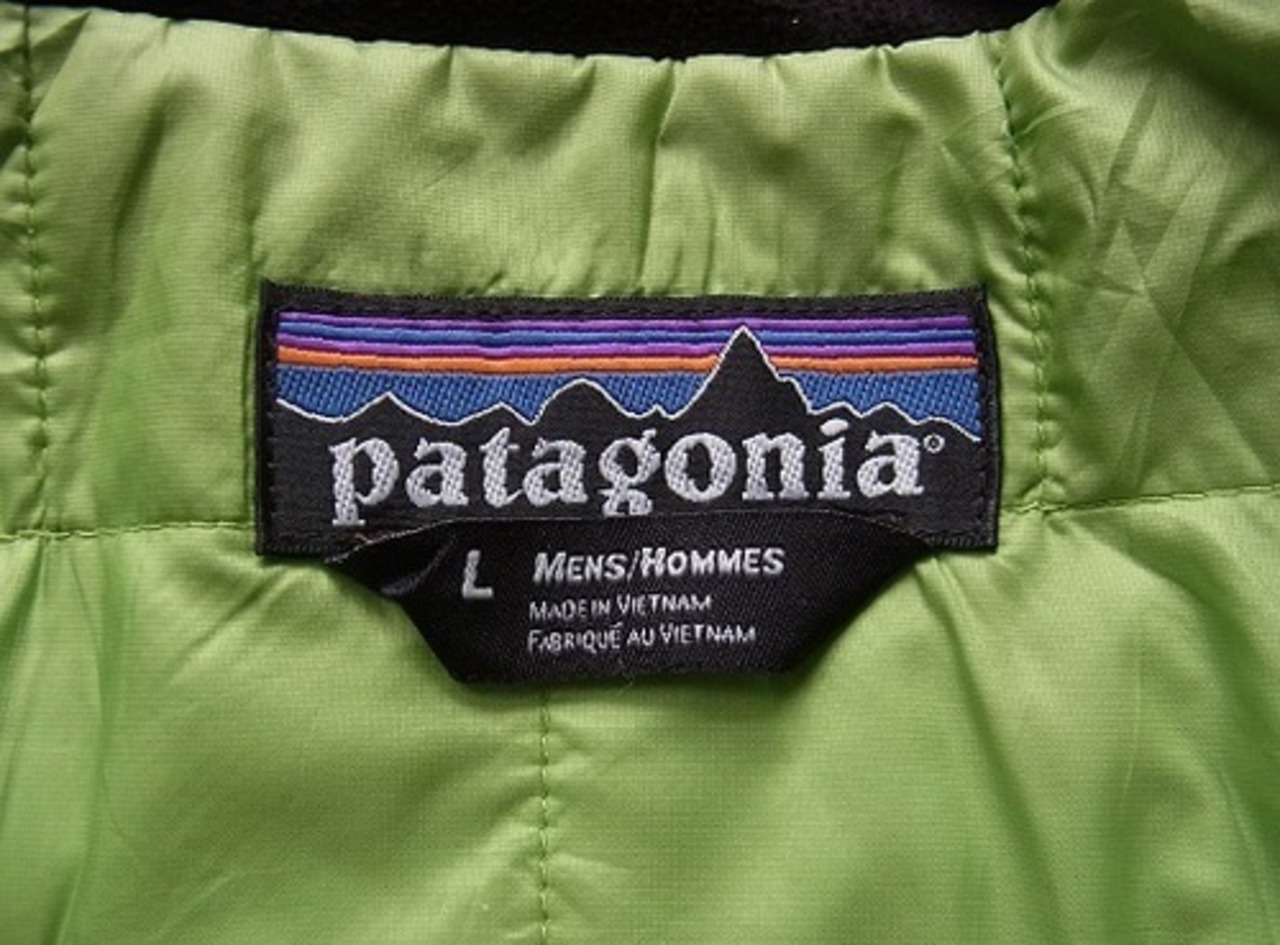 patagonia®
L MENS/HOMMES
MADE IN VIETNAM
FABRIQUÉ AU VIETNAM